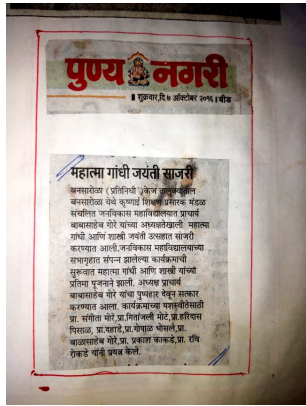 पुण्य नगरी
शुक्रवार, दि.७ ऑक्टोबर २०१६ । बीड
महात्मा गांधी जयंती साजरी
बनसारोळा (प्रतिनिधी) केज तालुक्यातील
बनसारोळा येथे कृष्णाई शिक्षण प्रसारक मंडळा
संचलित जनविकास महाविद्यालयात प्राचार्य
बाबासाहेब गोरे यांच्या अध्यक्षतेखाली महात्मा
गांधी आणि शास्त्री जयंती उत्सहात साजरी
करण्यात आली.जनविकास महाविद्यालयाच्या
सभागृहात संपन्न झालेल्या कार्यक्रमाची
सुरूवात महात्मा गांधी आणि शास्त्री यांच्या
प्रतिमा पूजनाने झाली. अध्यक्ष प्राचार्य
बाबासाहेब गोरे यांचा पुष्पहार देवून सत्कार
करण्यात आला. कार्यक्रमाच्या यशस्वीतेसाठी
प्रा. संगीता मोरे,प्रा.गितांजली मोटे,प्रा.हरिदास
पिसाळ, प्रा.दहाडे,प्रा.गोपाळ भोसले,प्रा.
बाळासाहेब गोरे,प्रा. प्रकाश काकडे,प्रा. रवि
रोकडे यांनी प्रयत्न केले.